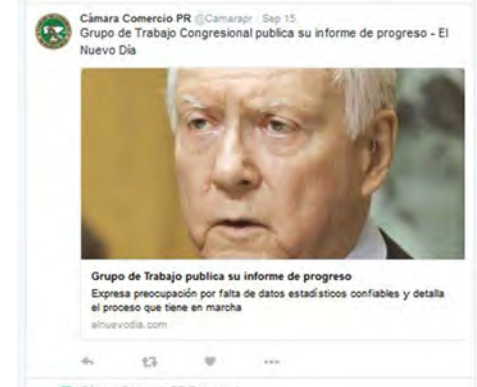 Cámara Comercio PR @Camarapr · Sep 15
Grupo de Trabajo Congresional publica su informe de progreso - El
Nuevo Día
Grupo de Trabajo publica su informe de progreso
Expresa preocupación por falta de datos estadísticos confiables y detalla
el proceso que tiene en marcha
elnuevodia.com